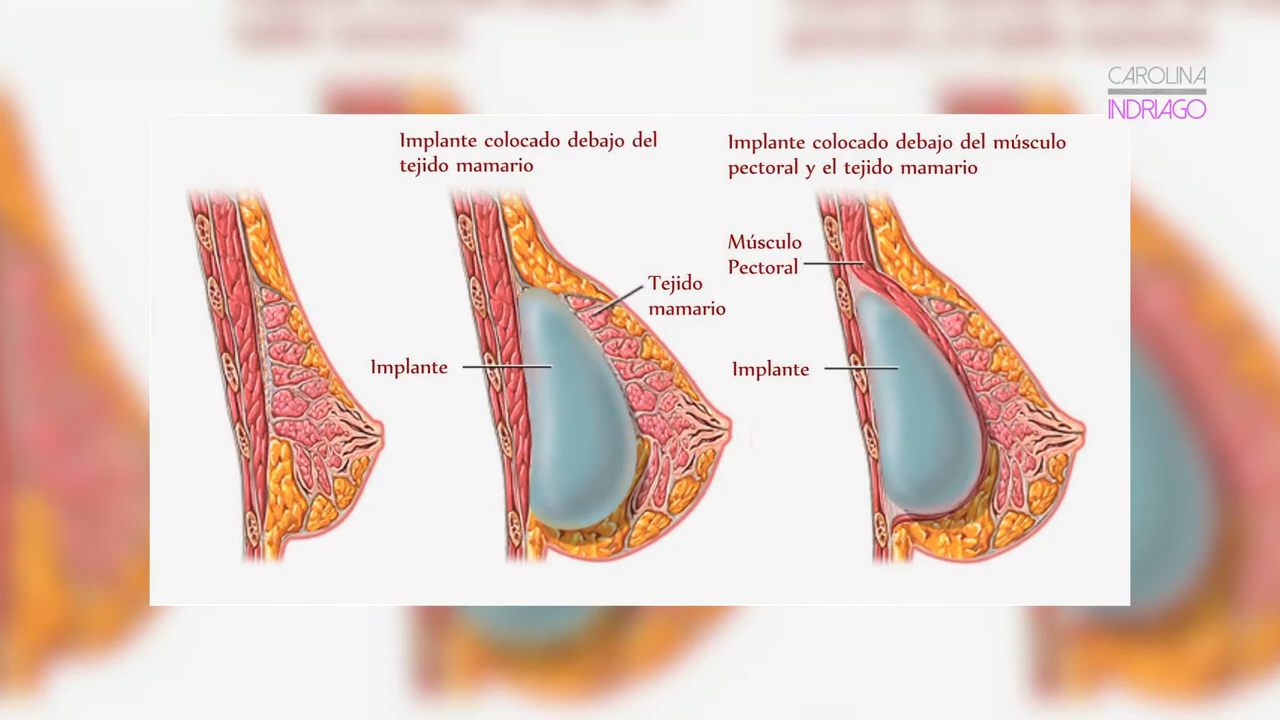 CAROLINA
INDRIAGO
Implante colocado debajo del
tejido mamario
Implante colocado debajo del músculo
pectoral y el tejido mamario
Músculo
Pectoral
Tejido
mamario
Implante
Implante